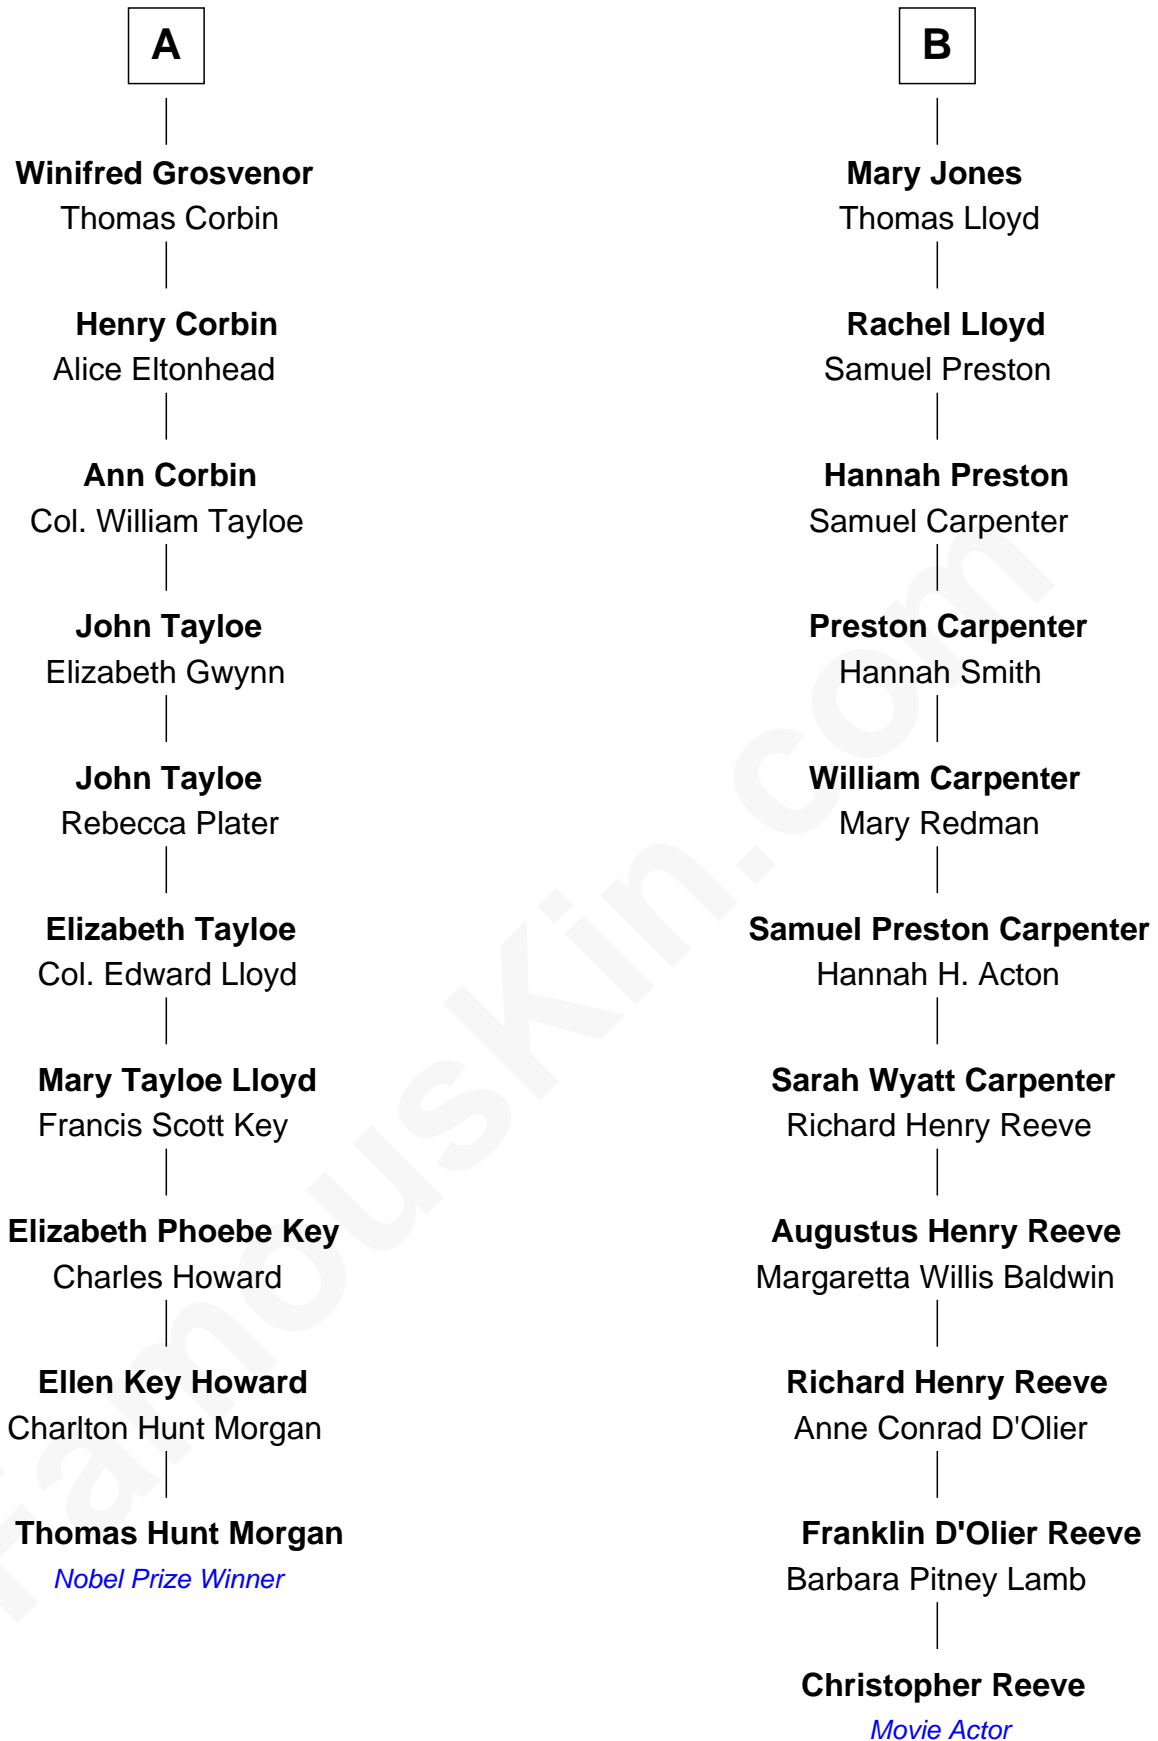 A
Winifred Grosvenor
Thomas Corbin
Henry Corbin
Alice Eltonhead
Ann Corbin
Col. William Tayloe
John Tayloe
Elizabeth Gwynn
John Tayloe
Rebecca Plater
Elizabeth Tayloe
Col. Edward Lloyd
Mary Tayloe Lloyd
Francis Scott Key
Elizabeth Phoebe Key
Charles Howard
Ellen Key Howard
Charlton Hunt Morgan
Thomas Hunt Morgan
Nobel Prize Winner
B
Mary Jones
Thomas Lloyd
Rachel Lloyd
Samuel Preston
Hannah Preston
Samuel Carpenter
Preston Carpenter
Hannah Smith
William Carpenter
Mary Redman
Samuel Preston Carpenter
Hannah H. Acton
Sarah Wyatt Carpenter
Richard Henry Reeve
Augustus Henry Reeve
Margaretta Willis Baldwin
Richard Henry Reeve
Anne Conrad D'Olier
Franklin D'Olier Reeve
Barbara Pitney Lamb
Christopher Reeve
Movie Actor
FamousKin.com